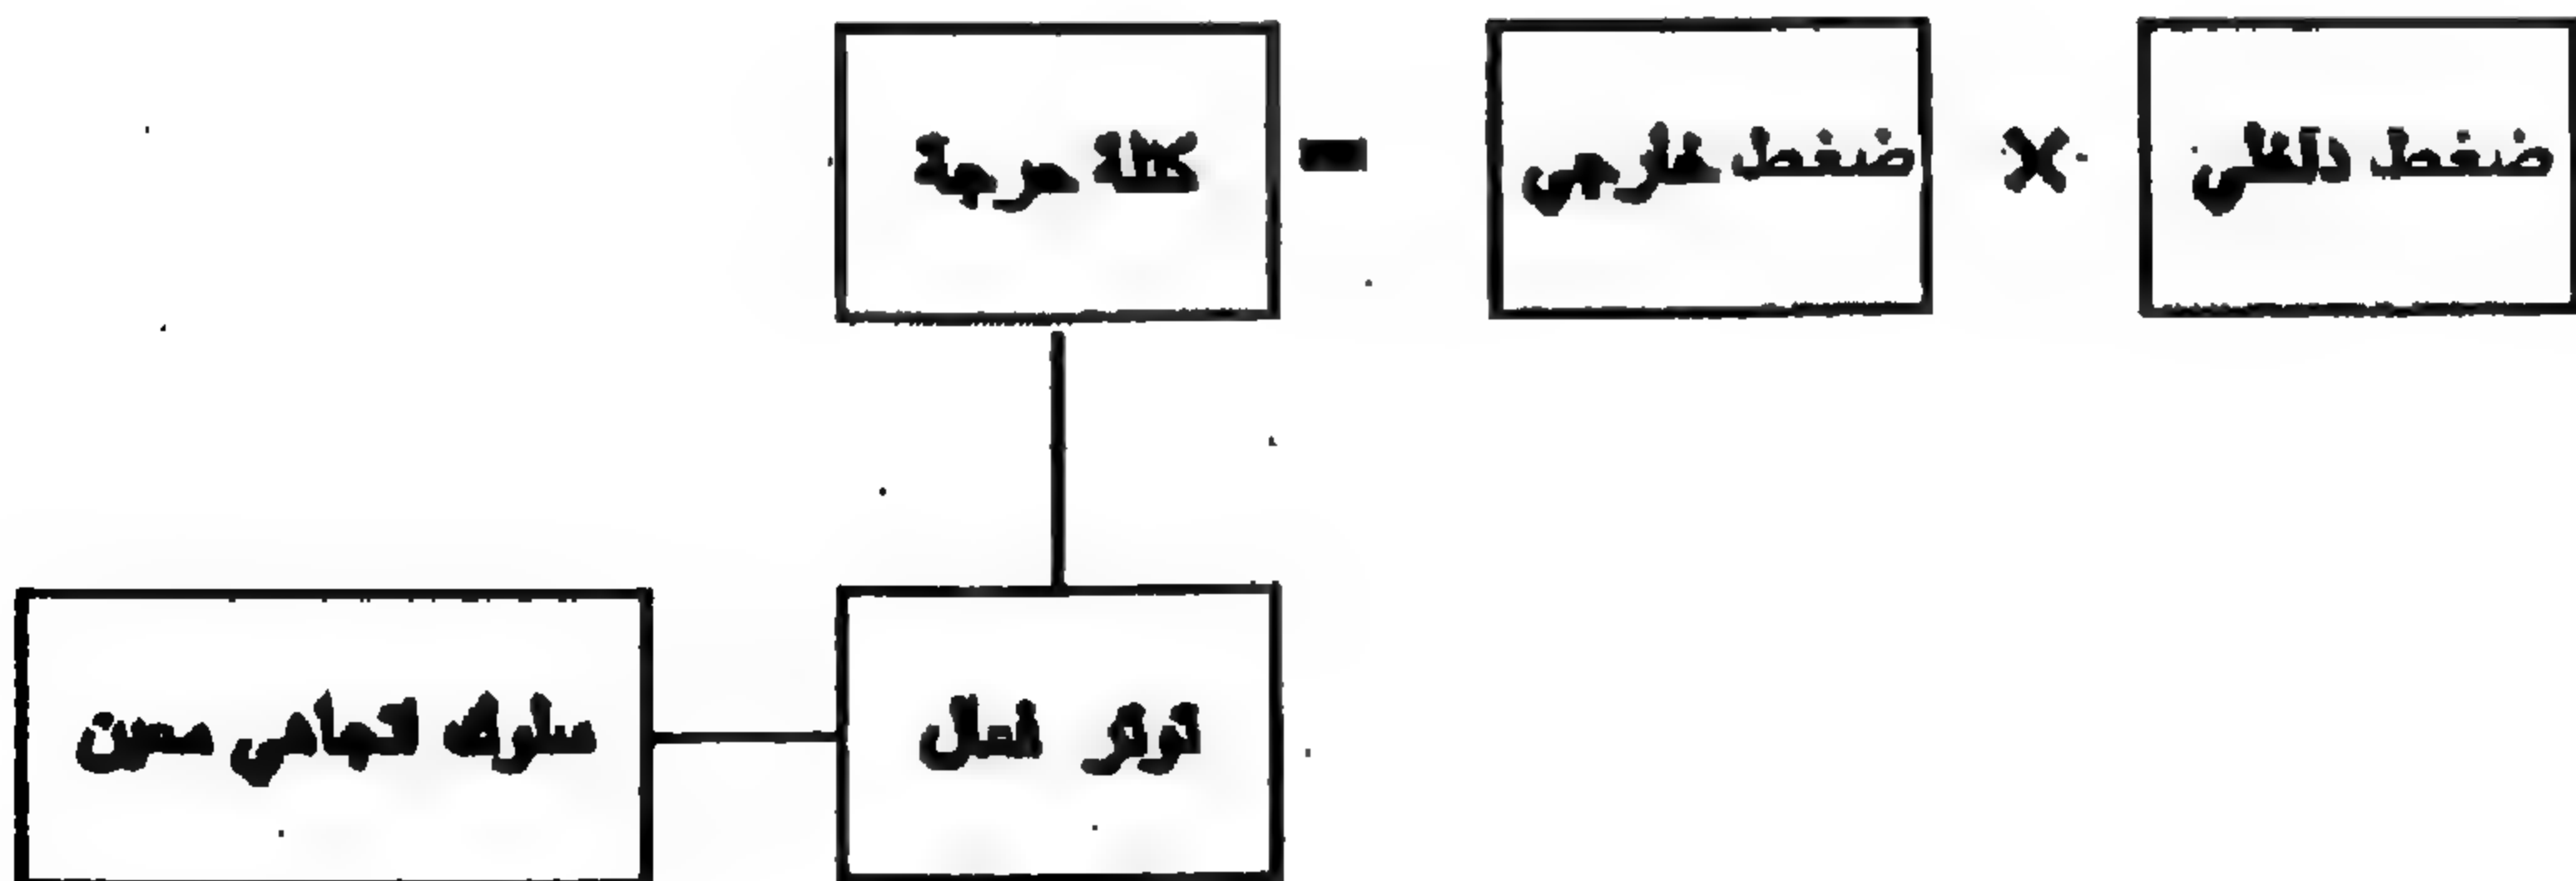 ضغط داخلي × ضغط خارجي = كتلة حرجة
توتر فعال
سلوك اتجاهي معين